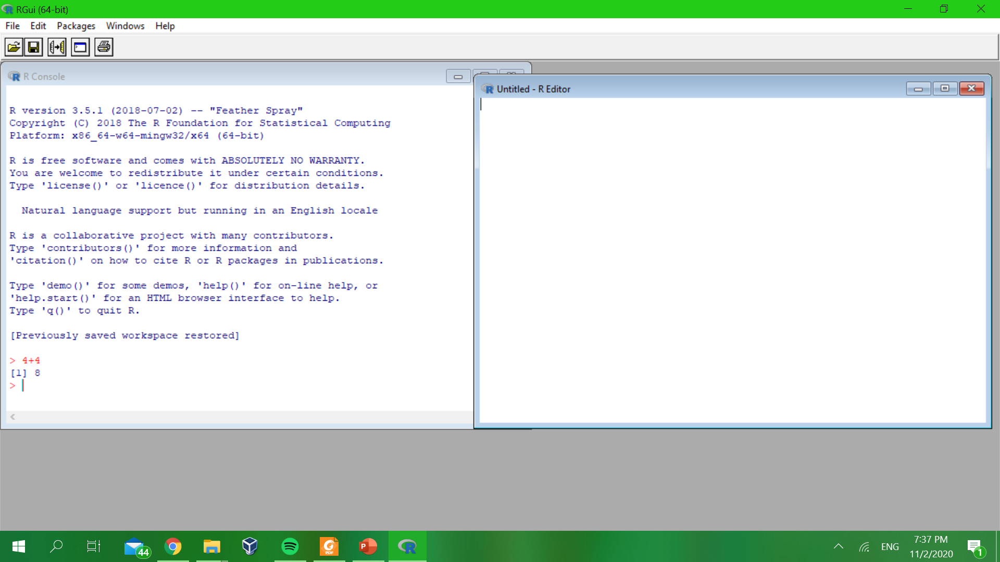 RGui (64-bit)
File Edit Packages Windows Help
R Console
R version 3.5.1 (2018-07-02) -- "Feather Spray"
Copyright (C) 2018 The R Foundation for Statistical Computing
Platform: x86_64-w64-mingw32/x64 (64-bit)
R is free software and comes with ABSOLUTELY NO WARRANTY.
You are welcome to redistribute it under certain conditions.
Type 'license()' or 'licence()' for distribution details.
Natural language support but running in an English locale
R is a collaborative project with many contributors.
Type 'contributors()' for more information and
'citation()' on how to cite R or R packages in publications.
Type 'demo()' for some demos, 'help()' for on-line help, or
'help.start()' for an HTML browser interface to help.
Type 'q()' to quit R.
[Previously saved workspace restored]
> 4+4
[1] 8
>
Untitled - R Editor
44
PDF
P
R
ENG
7:37 PM
11/2/2020
1